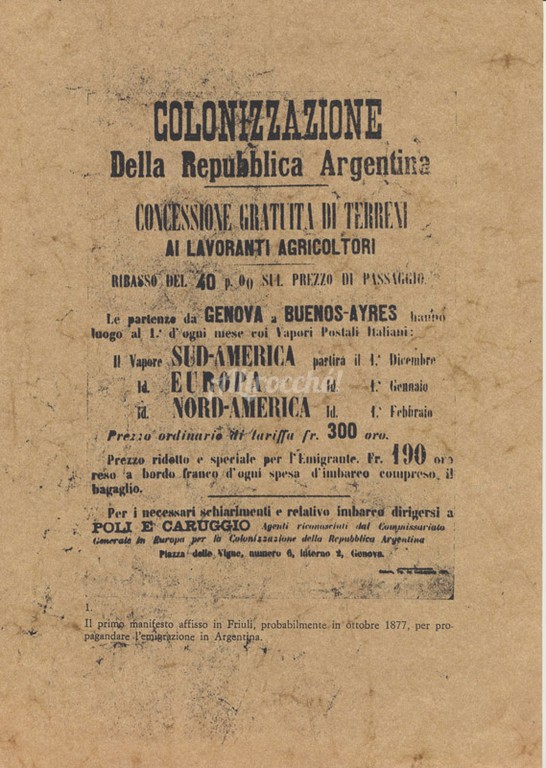 COLONIZZAZIONE
Della Repubblica Argentina
CONCESSIONE GRATUITA DI TERRENI
AI LAVORANTI AGRICOLTORI
RIBASSO DEL 40 p. 00 SUL PREZZO DI PASSAGGIO
Le partenze da GENOVA a BUENOS-AYRES hanno
luogo al 1.° d'ogni mese coi Vapori Postali Italiani:
Il Vapore SUD-AMERICA partirà il 1.° Dicembre
Id. EUROPA Id. 1.° Gennaio
id. NORD-AMERICA Id. 1.° Febbraio
Prezzo ordinario di tariffa fr. 300 oro.
Prezzo ridotto e speciale per l'Emigrante. Fr. 190 oro
reso a bordo franco d'ogni spesa d'imbarco compreso il
bagaglio.
Per i necessari schiarimenti e relativo imbarco dirigersi a
POLI E CARUGGIO Agenti riconosciuti dal Commissariato
Generale in Europa per la Colonizzazione della Repubblica Argentina
Piazza delle Vigne, numero 6, interno 2, Genova.
1.
Il primo manifesto affisso in Friuli, probabilmente in ottobre 1877, per pro-
pagandare l'emigrazione in Argentina.